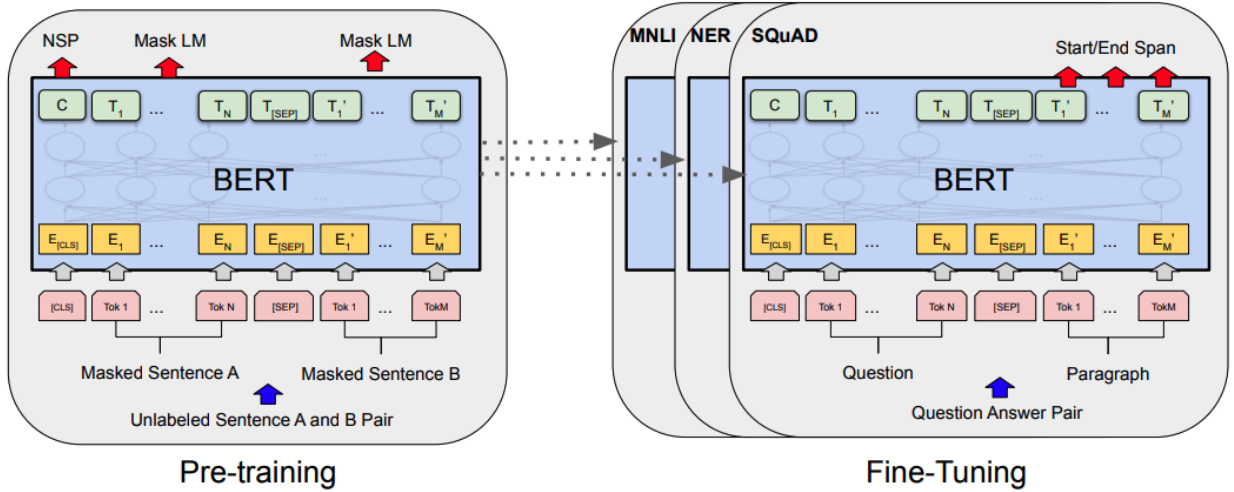 NSP Mask LM Mask LM
C T1 ... TN T[SEP] T1' ... TM'
...
BERT
...
E[CLS] E1 ... EN E[SEP] E1' ... EM'
[CLS] Tok 1 ... Tok N [SEP] Tok 1 ... TokM
Masked Sentence A Masked Sentence B
Unlabeled Sentence A and B Pair
Pre-training
MNLI NER SQuAD
Start/End Span
C T1 ... TN T[SEP] T1' ... TM'
...
BERT
...
E[CLS] E1 ... EN E[SEP] E1' ... EM'
[CLS] Tok 1 ... Tok N [SEP] Tok 1 ... TokM
Question Paragraph
Question Answer Pair
Fine-Tuning